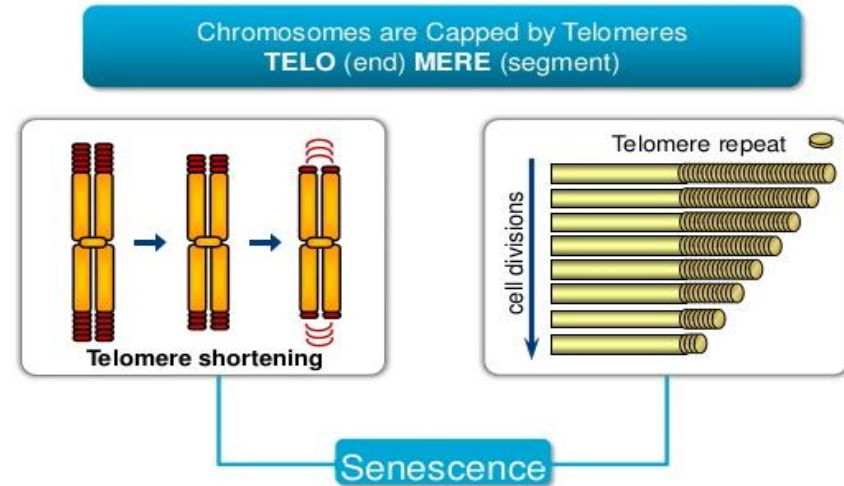 Chromosomes are Capped by Telomeres
TELO (end) MERE (segment)
Telomere shortening
Telomere repeat
cell divisions
Senescence